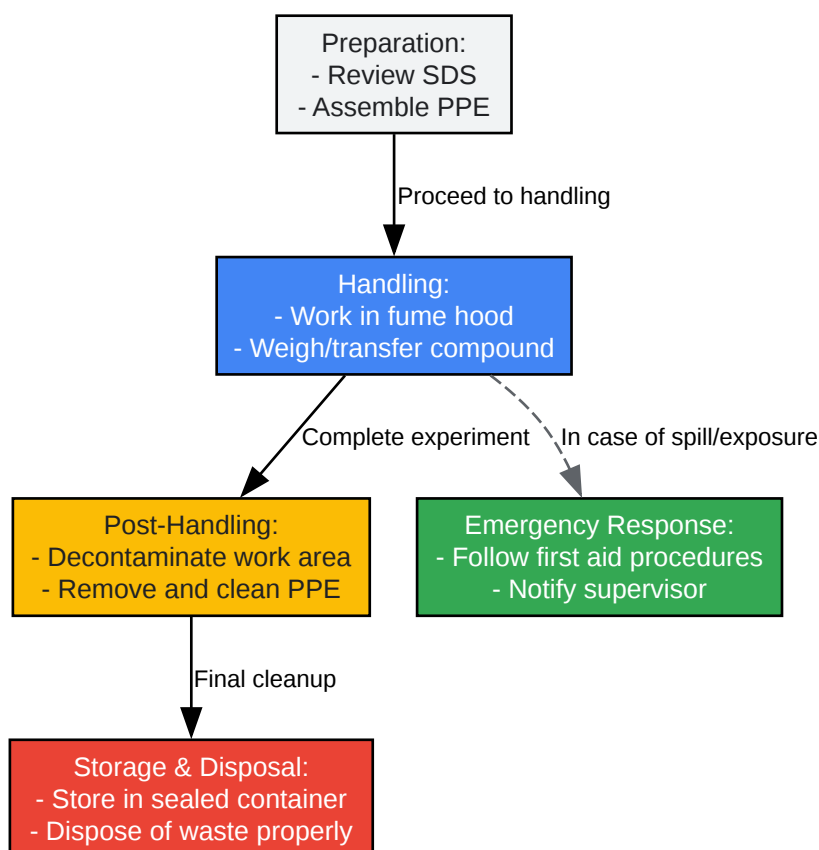 Preparation:
- Review SDS
- Assemble PPE
Proceed to handling
Handling:
- Work in fume hood
- Weigh/transfer compound
Complete experiment
In case of spill/exposure
Post-Handling:
- Decontaminate work area
- Remove and clean PPE
Emergency Response:
- Follow first aid procedures
- Notify supervisor
Final cleanup
Storage & Disposal:
- Store in sealed container
- Dispose of waste properly